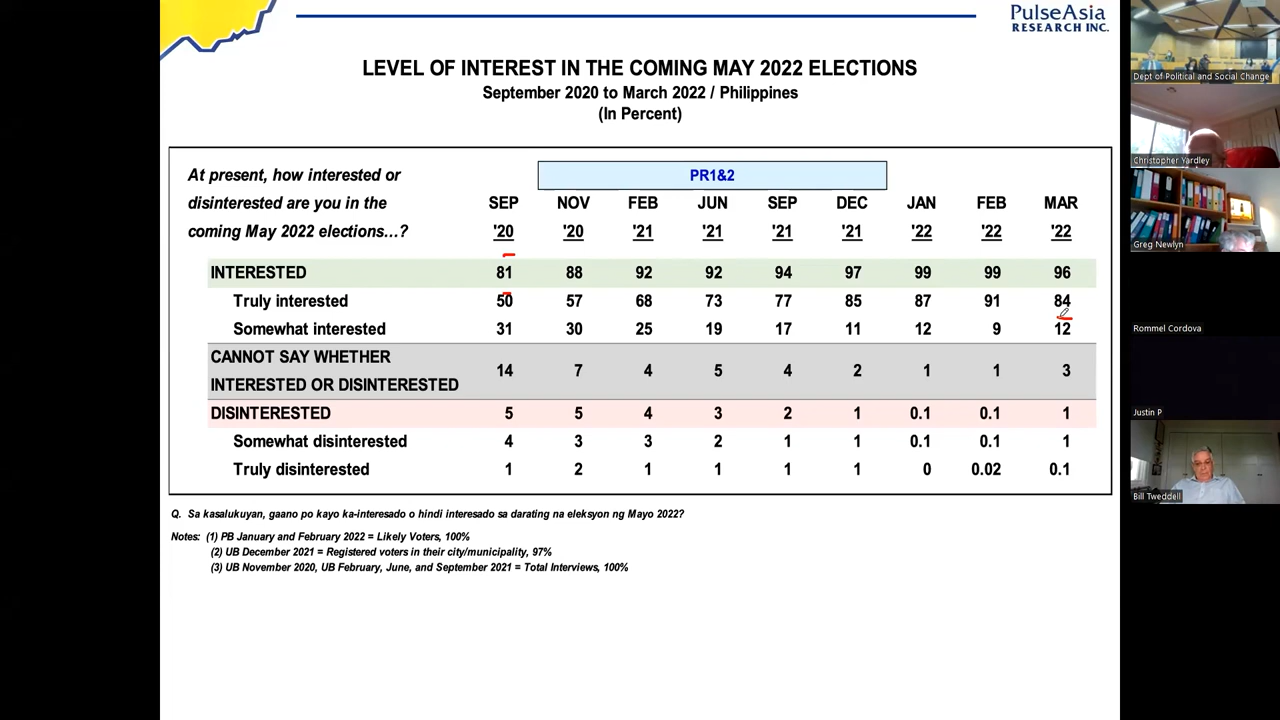 PulseAsia
RESEARCH INC.
LEVEL OF INTEREST IN THE COMING MAY 2022 ELECTIONS
September 2020 to March 2022 / Philippines
(In Percent)
At present, how interested or
disinterested are you in the
coming May 2022 elections…?
PR1&2
SEP NOV FEB JUN SEP DEC JAN FEB MAR
'20 '20 '21 '21 '21 '21 '22 '22 '22
INTERESTED 81 88 92 92 94 97 99 99 96
Truly interested 50 57 68 73 77 85 87 91 84
Somewhat interested 31 30 25 19 17 11 12 9 12
CANNOT SAY WHETHER
INTERESTED OR DISINTERESTED 14 7 4 5 4 2 1 1 3
DISINTERESTED 5 5 4 3 2 1 0.1 0.1 1
Somewhat disinterested 4 3 3 2 1 1 0.1 0.1 1
Truly disinterested 1 2 1 1 1 1 0 0.02 0.1
Q. Sa kasalukuyan, gaano po kayo ka-interesado o hindi interesado sa darating na eleksyon ng Mayo 2022?
Notes: (1) PB January and February 2022 = Likely Voters, 100%
(2) UB December 2021 = Registered voters in their city/municipality, 97%
(3) UB November 2020, UB February, June, and September 2021 = Total Interviews, 100%
Dept of Political and Social Change
Christopher Yardley
Greg Newlyn
Rommel Cordova
Justin P
Bill Tweddell